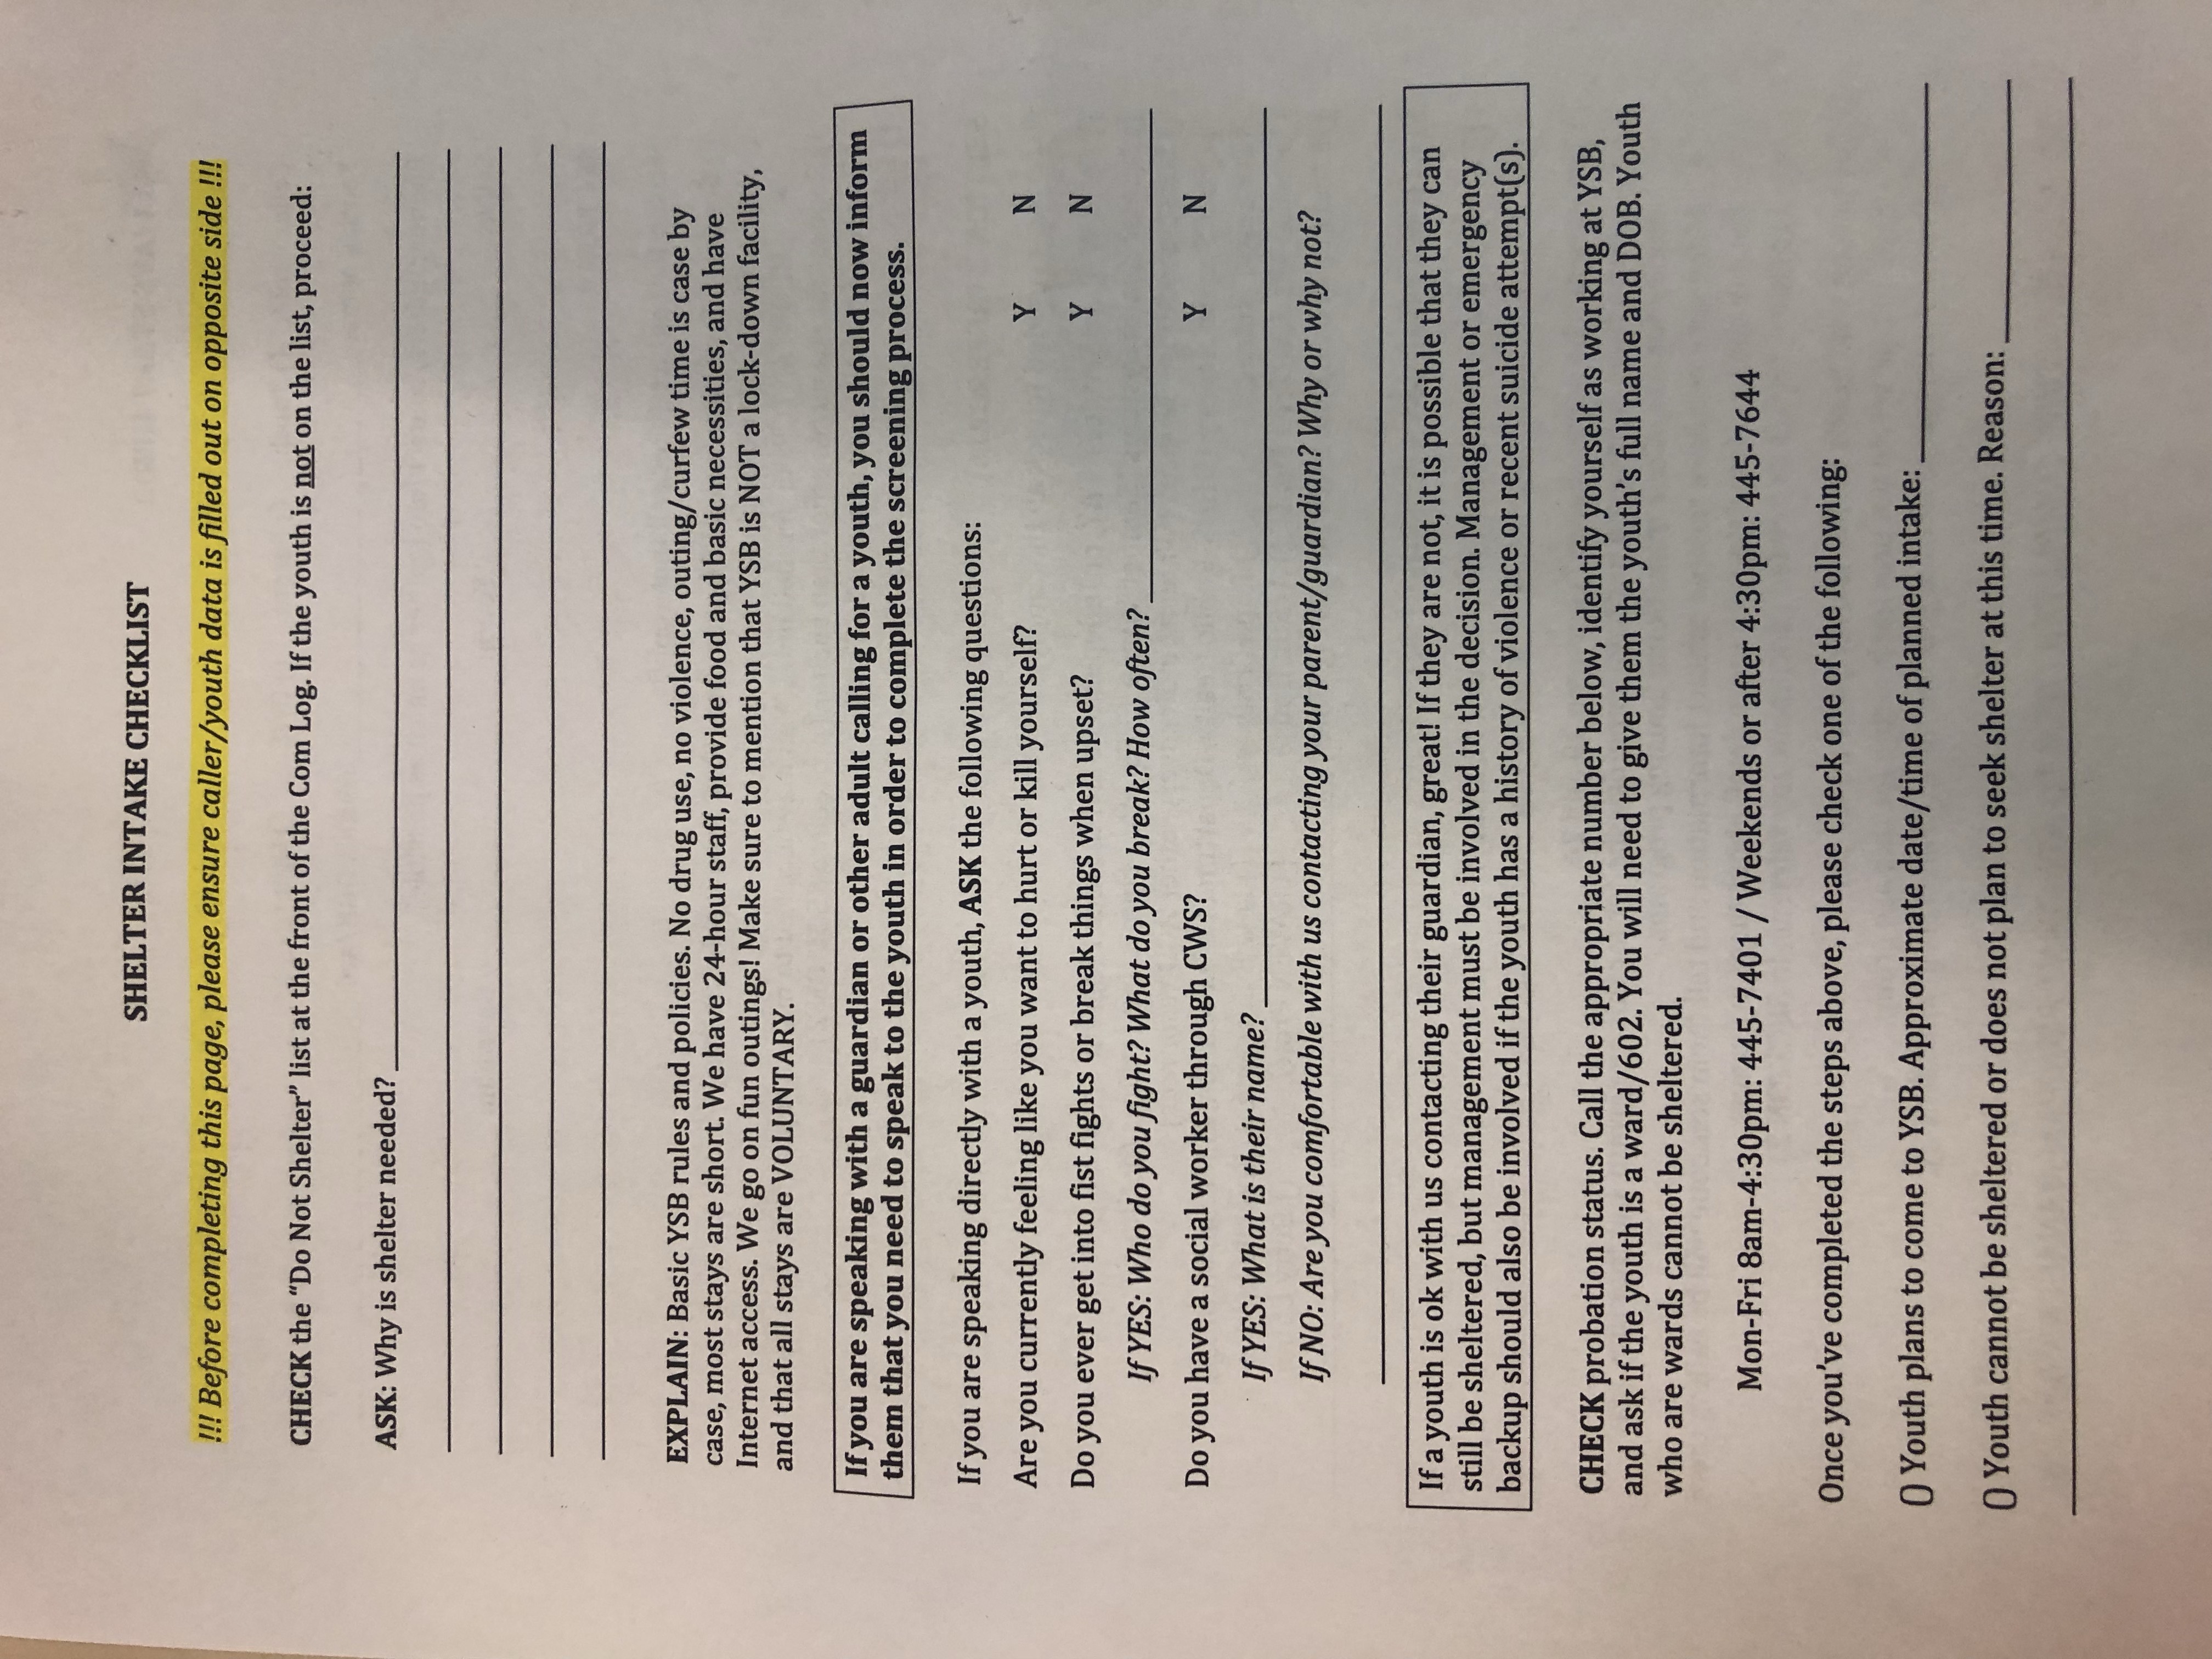 SHELTER INTAKE CHECKLIST
!!! Before completing this page, please ensure caller/youth data is filled out on opposite side !!!
CHECK the “Do Not Shelter” list at the front of the Com Log. If the youth is not on the list, proceed:
ASK: Why is shelter needed?
EXPLAIN: Basic YSB rules and policies. No drug use, no violence, outing/curfew time is case by
case, most stays are short. We have 24-hour staff, provide food and basic necessities, and have
Internet access. We go on fun outings! Make sure to mention that YSB is NOT a lock-down facility,
and that all stays are VOLUNTARY.
If you are speaking with a guardian or other adult calling for a youth, you should now inform
them that you need to speak to the youth in order to complete the screening process.
If you are speaking directly with a youth, ASK the following questions:
Are you currently feeling like you want to hurt or kill yourself? Y N
Do you ever get into fist fights or break things when upset? Y N
If YES: Who do you fight? What do you break? How often?
Do you have a social worker through CWS? Y N
If YES: What is their name?
If NO: Are you comfortable with us contacting your parent/guardian? Why or why not?
If a youth is ok with us contacting their guardian, great! If they are not, it is possible that they can
still be sheltered, but management must be involved in the decision. Management or emergency
backup should also be involved if the youth has a history of violence or recent suicide attempt(s).
CHECK probation status. Call the appropriate number below, identify yourself as working at YSB,
and ask if the youth is a ward/602. You will need to give them the youth’s full name and DOB. Youth
who are wards cannot be sheltered.
Mon-Fri 8am-4:30pm: 445-7401 / Weekends or after 4:30pm: 445-7644
Once you’ve completed the steps above, please check one of the following:
() Youth plans to come to YSB. Approximate date/time of planned intake:
() Youth cannot be sheltered or does not plan to seek shelter at this time. Reason: